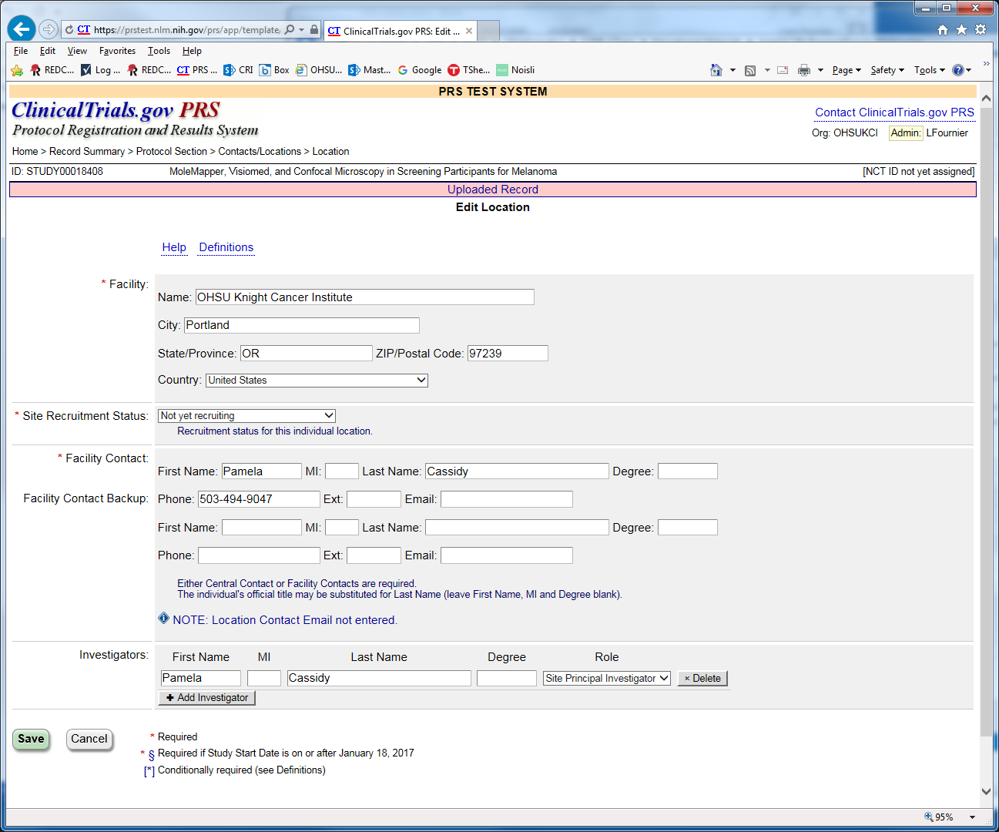 https://prstest.nlm.nih.gov/prs/app/template,
CT ClinicalTrials.gov PRS: Edit ...
File Edit View Favorites Tools Help
REDC... Log ... REDC... CT PRS ... CRI Box OHSU... Mast... Google TShe... Noisli
Page Safety Tools
PRS TEST SYSTEM
ClinicalTrials.gov PRS
Protocol Registration and Results System
Contact ClinicalTrials.gov PRS
Org: OHSUKCI Admin: LFournier
Home > Record Summary > Protocol Section > Contacts/Locations > Location
ID: STUDY00018408 MoleMapper, Visiomed, and Confocal Microscopy in Screening Participants for Melanoma [NCT ID not yet assigned]
Uploaded Record
Edit Location
Help Definitions
* Facility:
Name: OHSU Knight Cancer Institute
City: Portland
State/Province: OR ZIP/Postal Code: 97239
Country: United States
* Site Recruitment Status: Not yet recruiting
Recruitment status for this individual location.
* Facility Contact:
First Name: Pamela MI: Last Name: Cassidy Degree:
Facility Contact Backup: Phone: 503-494-9047 Ext: Email:
First Name: MI: Last Name: Degree:
Phone: Ext: Email:
Either Central Contact or Facility Contacts are required.
The individual's official title may be substituted for Last Name (leave First Name, MI and Degree blank).
NOTE: Location Contact Email not entered.
Investigators: First Name MI Last Name Degree Role
Pamela Cassidy Site Principal Investigator × Delete
+ Add Investigator
Save Cancel * Required
* § Required if Study Start Date is on or after January 18, 2017
[*] Conditionally required (see Definitions)
95%